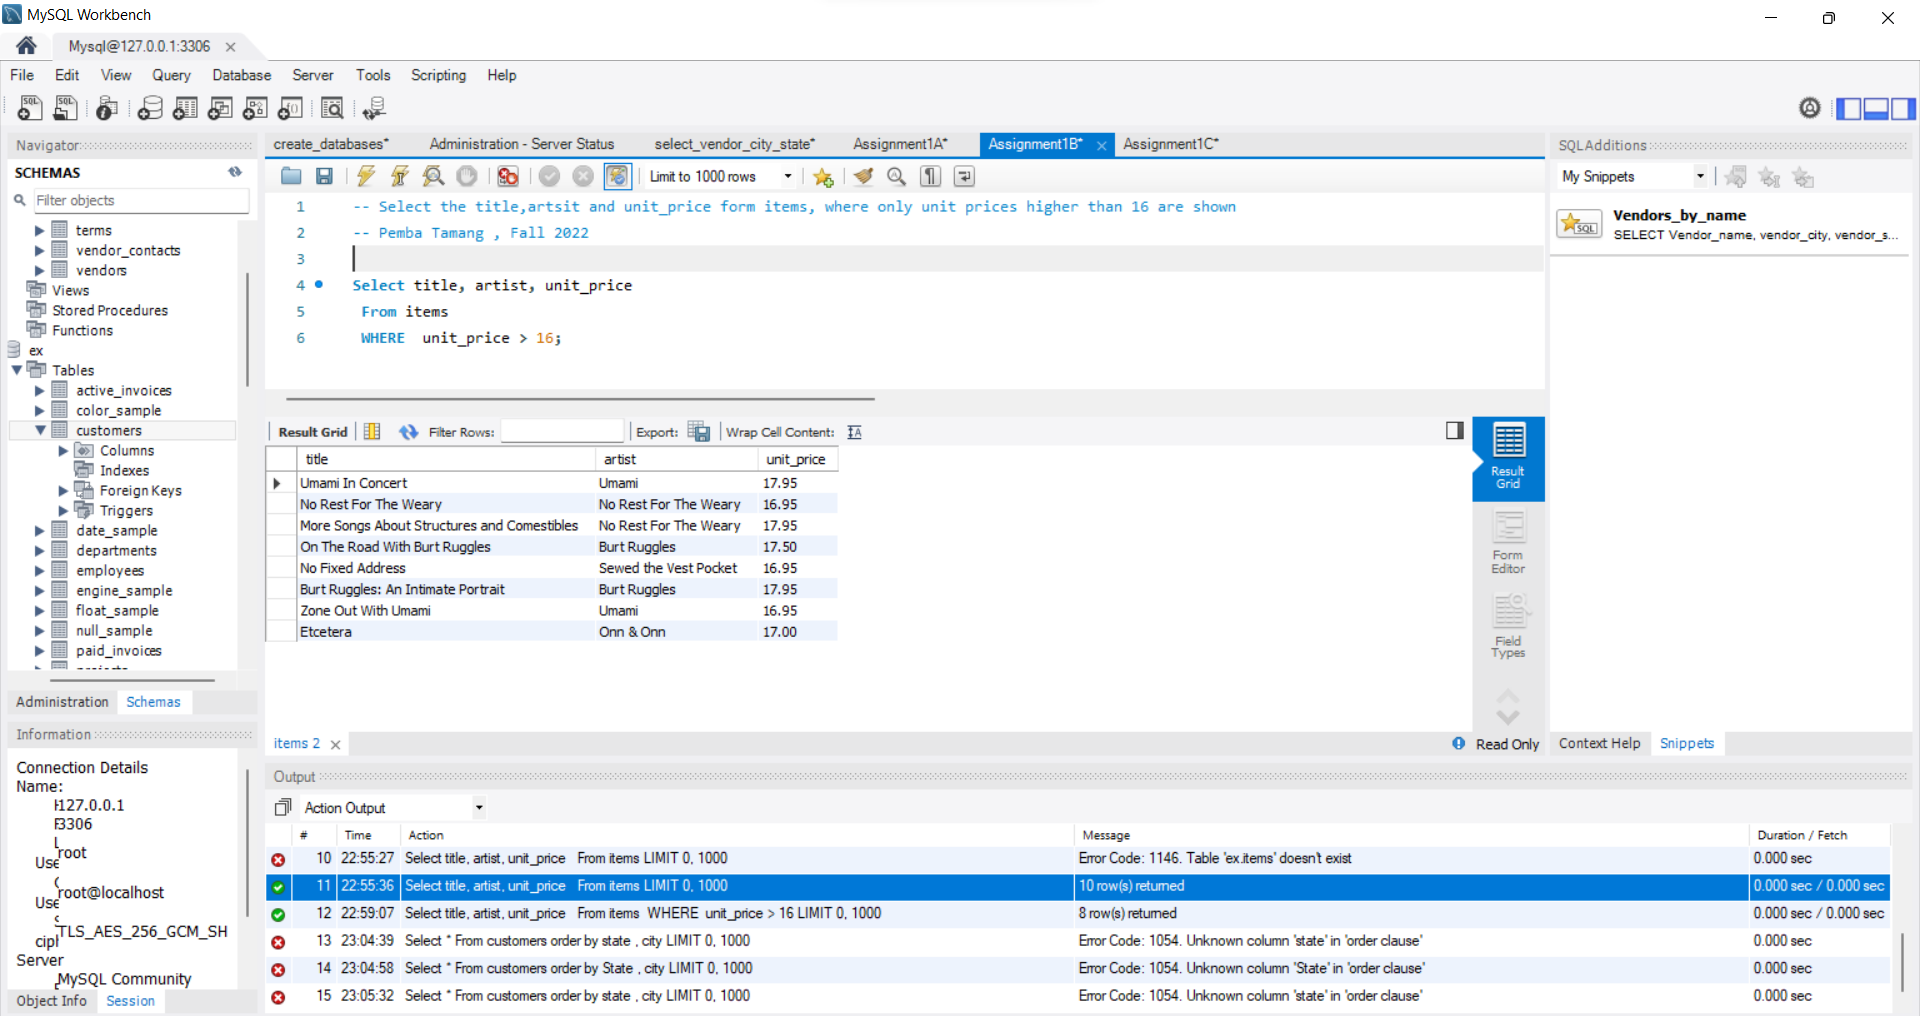 MySQL Workbench
Mysql@127.0.0.1:3306
File Edit View Query Database Server Tools Scripting Help
Navigator
SCHEMAS
Filter objects
terms
vendor_contacts
vendors
Views
Stored Procedures
Functions
ex
Tables
active_invoices
color_sample
customers
Columns
Indexes
Foreign Keys
Triggers
date_sample
departments
employees
engine_sample
float_sample
null_sample
paid_invoices
Administration Schemas
Information
Connection Details
Name:
127.0.0.1
3306
root
Use
root@localhost
Use
TLS_AES_256_GCM_SH
ciph
Server
MySQL Community
Object Info Session
create_databases* Administration - Server Status select_vendor_city_state* Assignment1A* Assignment1B* Assignment1C*
Limit to 1000 rows
1 -- Select the title,artsit and unit_price form items, where only unit prices higher than 16 are shown
2 -- Pemba Tamang , Fall 2022
3
4 Select title, artist, unit_price
5 From items
6 WHERE unit_price > 16;
Result Grid Filter Rows: Export: Wrap Cell Content:
title artist unit_price
Umami In Concert Umami 17.95
No Rest For The Weary No Rest For The Weary 16.95
More Songs About Structures and Comestibles No Rest For The Weary 17.95
On The Road With Burt Ruggles Burt Ruggles 17.50
No Fixed Address Sewed the Vest Pocket 16.95
Burt Ruggles: An Intimate Portrait Burt Ruggles 17.95
Zone Out With Umami Umami 16.95
Etcetera Onn & Onn 17.00
Result
Grid
Form
Editor
Field
Types
items 2
Read Only
SQLAdditions
My Snippets
Vendors_by_name
SELECT Vendor_name, vendor_city, vendor_s...
Context Help Snippets
Output
Action Output
# Time Action Message Duration / Fetch
10 22:55:27 Select title, artist, unit_price From items LIMIT 0, 1000 Error Code: 1146. Table 'ex.items' doesn't exist 0.000 sec
11 22:55:36 Select title, artist, unit_price From items LIMIT 0, 1000 10 row(s) returned 0.000 sec / 0.000 sec
12 22:59:07 Select title, artist, unit_price From items WHERE unit_price > 16 LIMIT 0, 1000 8 row(s) returned 0.000 sec / 0.000 sec
13 23:04:39 Select * From customers order by state , city LIMIT 0, 1000 Error Code: 1054. Unknown column 'state' in 'order clause' 0.000 sec
14 23:04:58 Select * From customers order by State , city LIMIT 0, 1000 Error Code: 1054. Unknown column 'State' in 'order clause' 0.000 sec
15 23:05:32 Select * From customers order by state , city LIMIT 0, 1000 Error Code: 1054. Unknown column 'state' in 'order clause' 0.000 sec